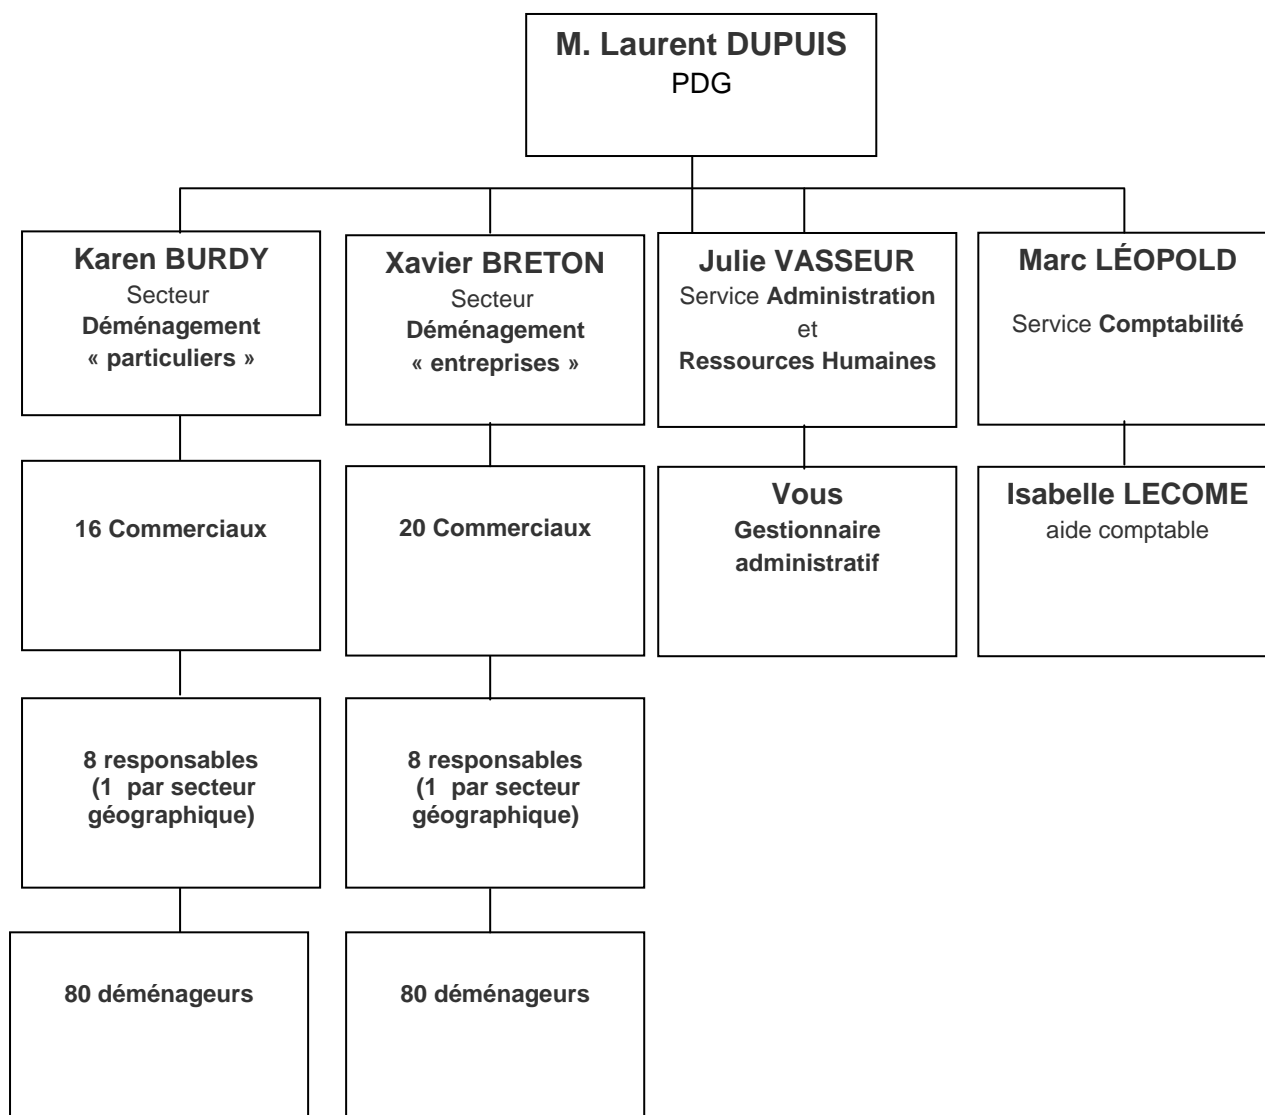 M. Laurent DUPUIS
PDG
Karen BURDY
Secteur
Déménagement
« particuliers »
Xavier BRETON
Secteur
Déménagement
« entreprises »
Julie VASSEUR
Service Administration
et
Ressources Humaines
Marc LÉOPOLD
Service Comptabilité
16 Commerciaux
20 Commerciaux
Vous
Gestionnaire
administratif
Isabelle LECOME
aide comptable
8 responsables
(1 par secteur
géographique)
8 responsables
(1 par secteur
géographique)
80 déménageurs
80 déménageurs